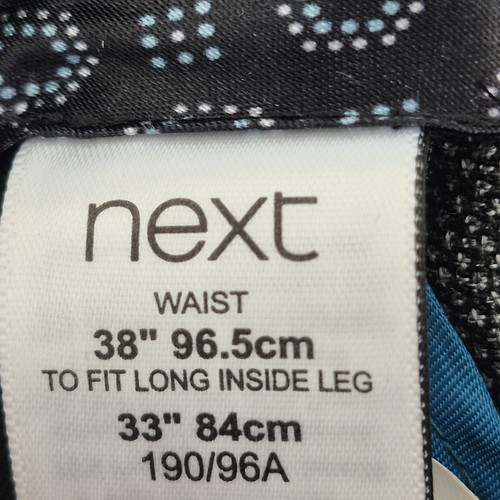 next
WAIST
38" 96.5cm
TO FIT LONG INSIDE LEG
33" 84cm
190/96A